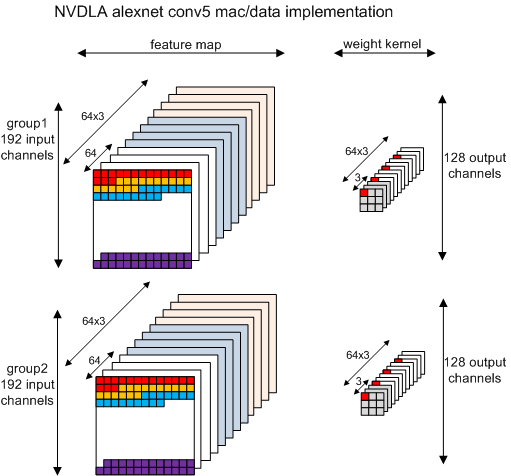 NVDLA alexnet conv5 mac/data implementation
feature map
weight kernel
group1
192 input
channels
64x3
64
64x3
3
128 output
channels
group2
192 input
channels
64x3
64
64x3
3
128 output
channels